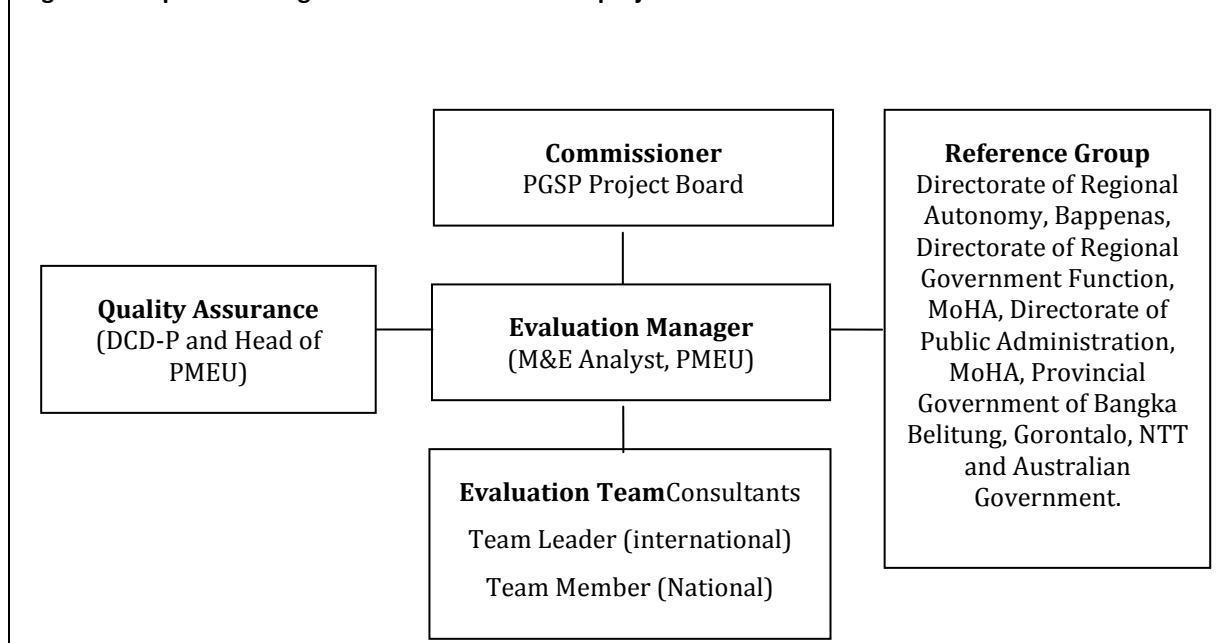 Commissioner
PGSP Project Board
Reference Group
Directorate of Regional
Autonomy, Bappenas,
Directorate of Regional
Government Function,
MoHA, Directorate of
Public Administration,
MoHA, Provincial
Government of Bangka
Belitung, Gorontalo, NTT
and Australian
Government.
Quality Assurance
(DCD-P and Head of
PMEU)
Evaluation Manager
(M&E Analyst, PMEU)
Evaluation TeamConsultants
Team Leader (international)
Team Member (National)